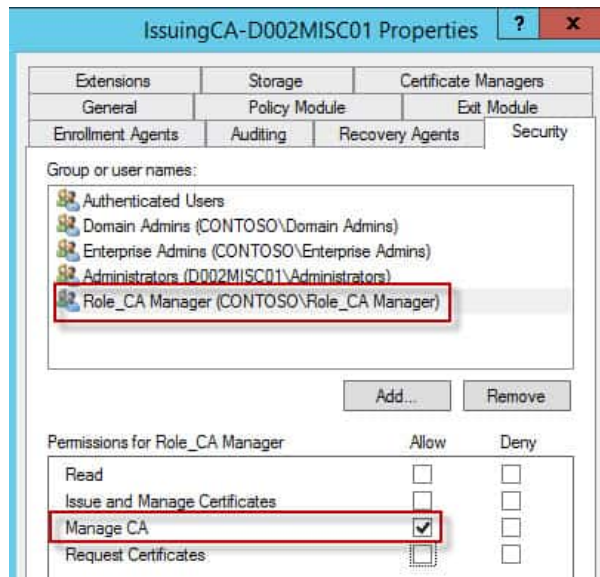 IssuingCA-D002MISC01 Properties ? x
Extensions Storage Certificate Managers
General Policy Module Exit Module
Enrollment Agents Auditing Recovery Agents Security
Group or user names:
Authenticated Users
Domain Admins (CONTOSO\Domain Admins)
Enterprise Admins (CONTOSO\Enterprise Admins)
Administrators (D002MISC01\Administrators)
Role_CA Manager (CONTOSO\Role_CA Manager)
Add... Remove
Permissions for Role_CA Manager Allow Deny
Read
Issue and Manage Certificates
Manage CA
Request Certificates